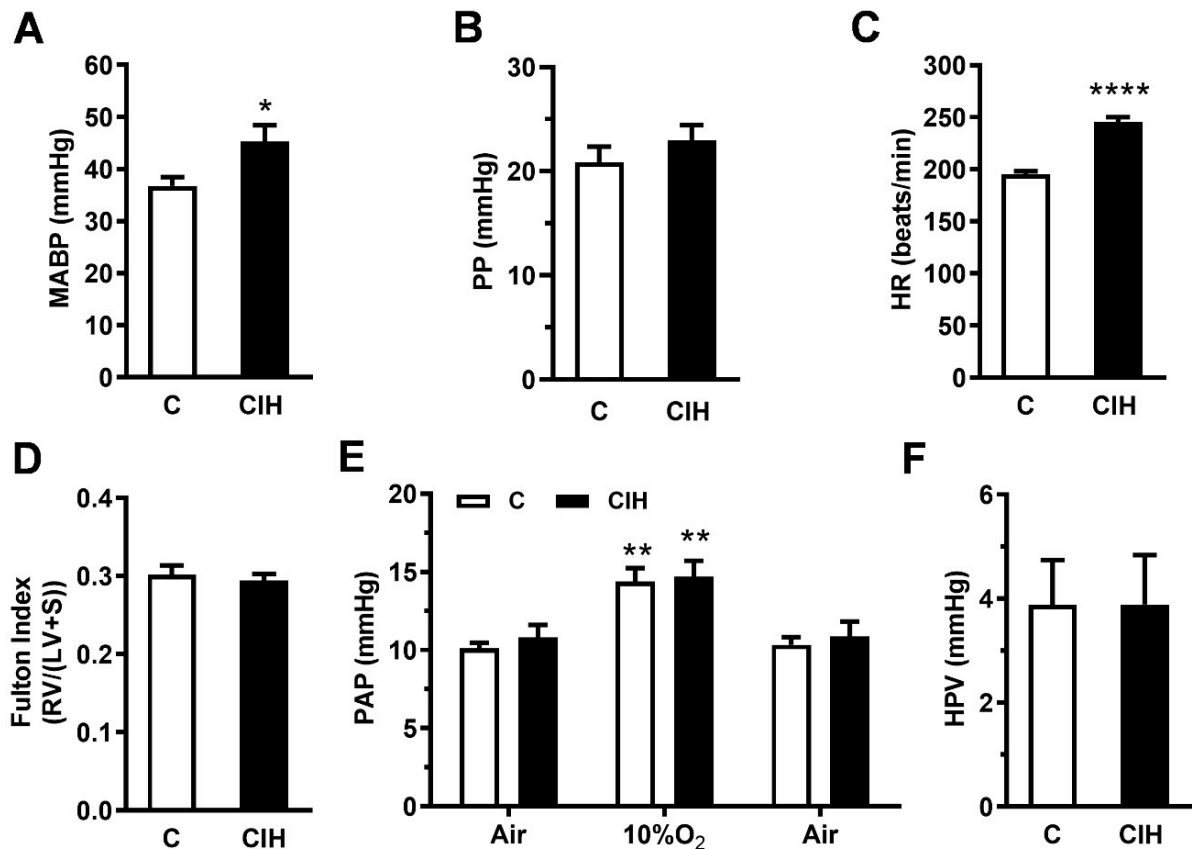 A
MABP (mmHg)
60
50
40
30
20
10
0
*
C
CIH
B
PP (mmHg)
30
20
10
0
C
CIH
C
HR (beats/min)
300
250
200
150
100
50
0
****
C
CIH
D
Fulton Index
(RV/(LV+S))
0.4
0.3
0.2
0.1
0.0
C
CIH
E
PAP (mmHg)
20
15
10
5
0
C
CIH
**
**
Air
10%O₂
Air
F
HPV (mmHg)
6
4
2
0
C
CIH